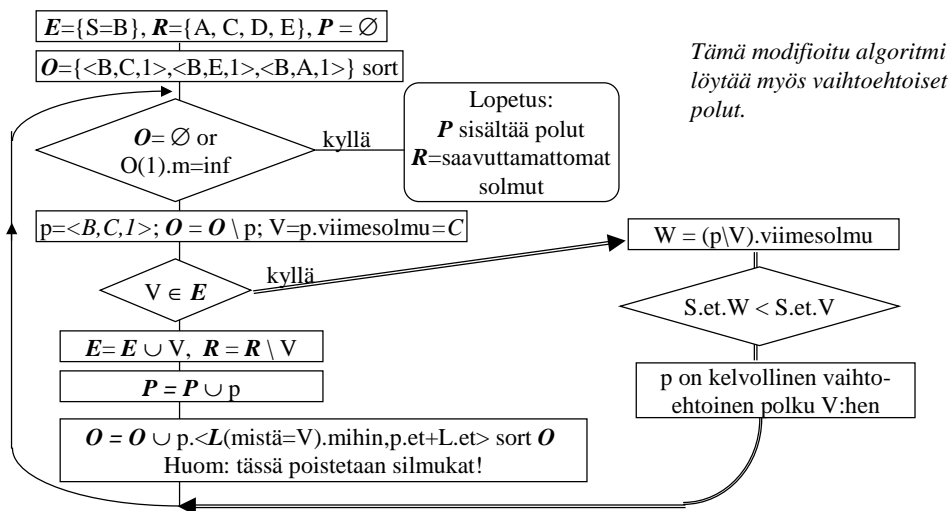 E={S=B}, R={A, C, D, E}, P = ∅
O={<B,C,1>,<B,E,1>,<B,A,1>} sort
Tämä modifioitu algoritmi
löytää myös vaihtoehtoiset
polut.
O= ∅ or
O(1).m=inf
kyllä
Lopetus:
P sisältää polut
R=saavuttamattomat
solmut
p=<B,C,1>; O = O \ p; V=p.viimesolmu=C
V ∈ E
kyllä
W = (p\V).viimesolmu
S.et.W < S.et.V
p on kelvollinen vaihto-
ehtoinen polku V:hen
E= E ∪ V, R = R \ V
P = P ∪ p
O = O ∪ p.<L(mistä=V).mihin,p.et+L.et> sort O
Huom: tässä poistetaan silmukat!